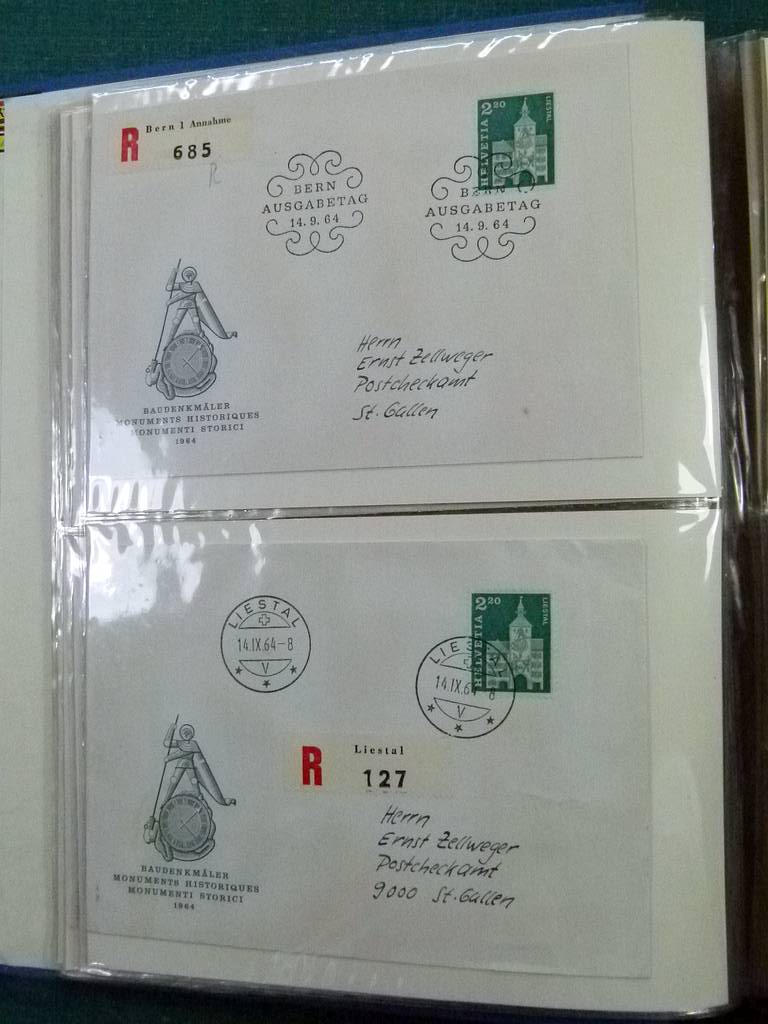 R
Bern 1 Annahme
685
R
BERN
AUSGABETAG
14.9.64
BERN
AUSGABETAG
14.9.64
2 20
HELVETIA
LIESTAL
BAUDENKMÄLER
MONUMENTS HISTORIQUES
MONUMENTI STORICI
1964
Herrn
Ernst Zellweger
Postcheckamt
St. Gallen
LIESTAL
14.IX.64-8
V
LIESTAL
14.IX.64-8
V
2 20
HELVETIA
LIESTAL
R
Liestal
127
BAUDENKMÄLER
MONUMENTS HISTORIQUES
MONUMENTI STORICI
1964
Herrn
Ernst Zellweger
Postcheckamt
9000 St. Gallen